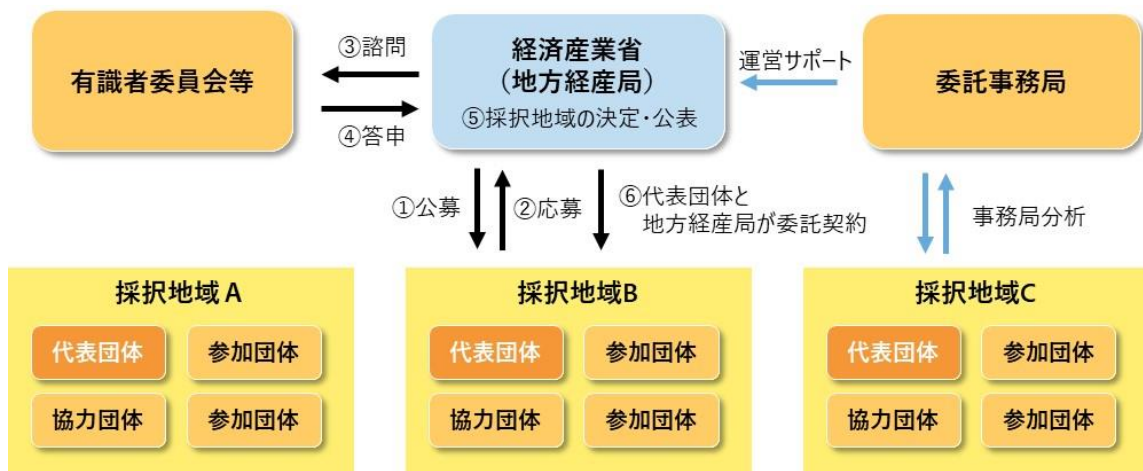 有識者委員会等
③諮問
④答申
経済産業省
（地方経産局）
⑤採択地域の決定・公表
運営サポート
委託事務局
①公募
②応募
⑥代表団体と
地方経産局が委託契約
事務局分析
採択地域 A
代表団体
参加団体
協力団体
参加団体
採択地域B
代表団体
参加団体
協力団体
参加団体
採択地域C
代表団体
参加団体
協力団体
参加団体